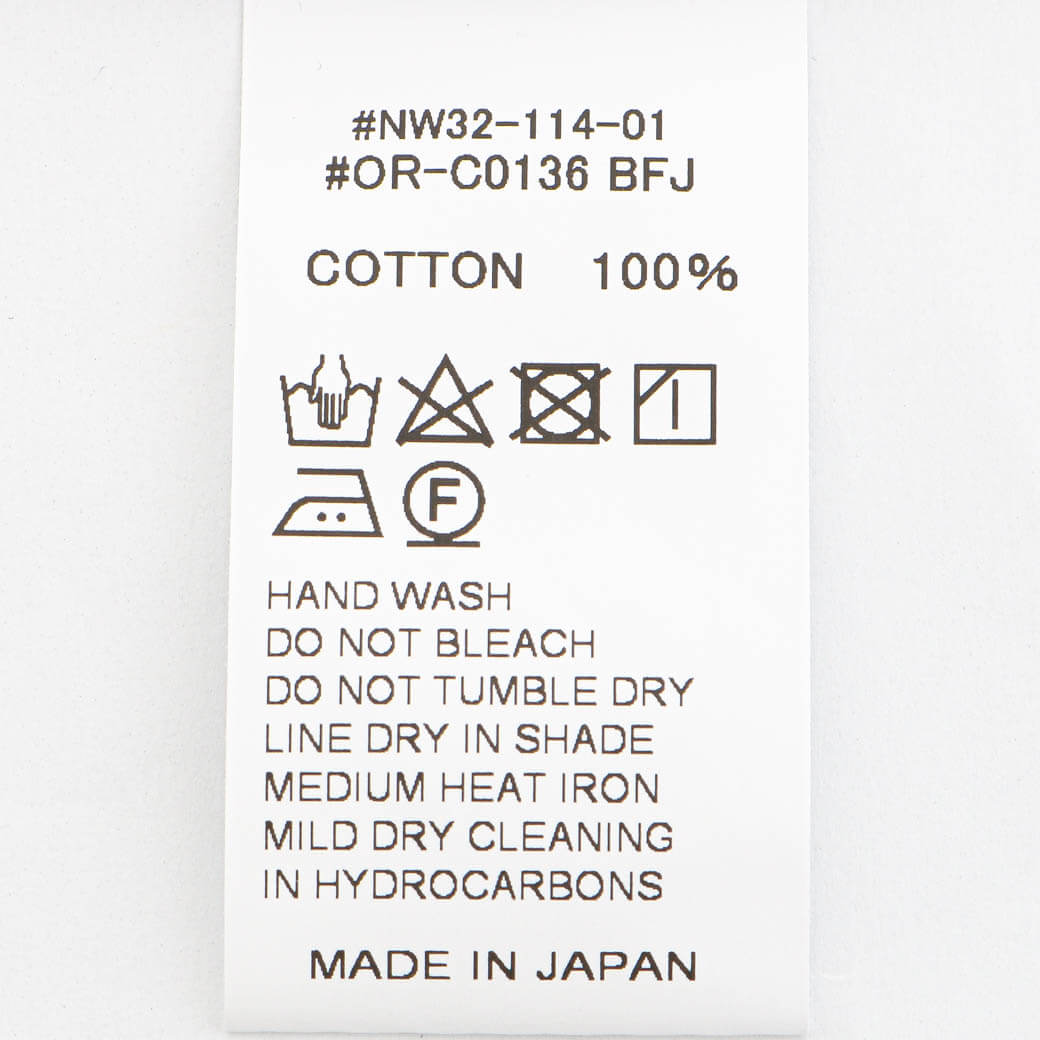 #NW32-114-01
#OR-C0136 BFJ
COTTON 100%
F
HAND WASH
DO NOT BLEACH
DO NOT TUMBLE DRY
LINE DRY IN SHADE
MEDIUM HEAT IRON
MILD DRY CLEANING
IN HYDROCARBONS
MADE IN JAPAN